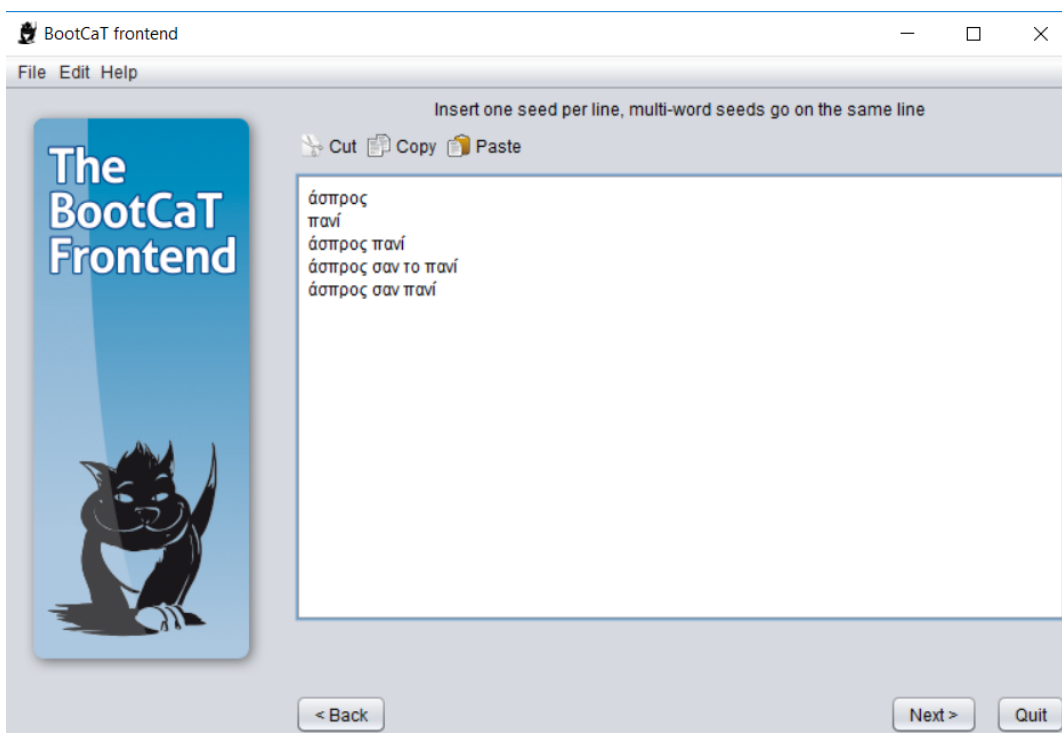 BootCaT frontend
File Edit Help
Insert one seed per line, multi-word seeds go on the same line
Cut Copy Paste
The
BootCaT
Frontend
άσπρος
πανί
άσπρος πανί
άσπρος σαν το πανί
άσπρος σαν πανί
< Back Next > Quit